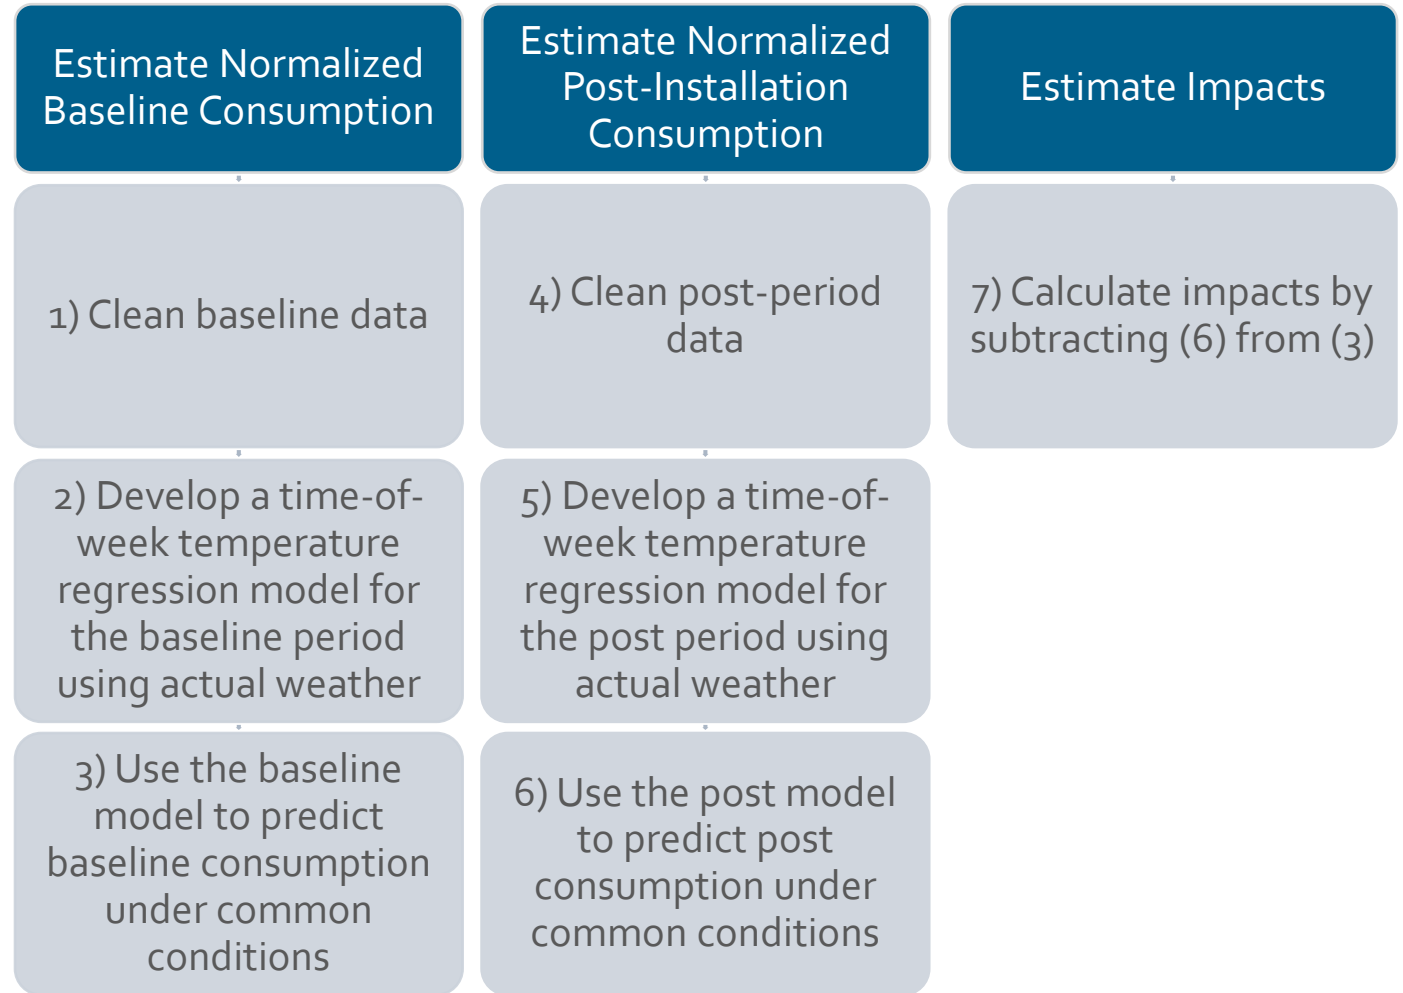 Estimate Normalized
Baseline Consumption
1) Clean baseline data
2) Develop a time-of-
week temperature
regression model for
the baseline period
using actual weather
3) Use the baseline
model to predict
baseline consumption
under common
conditions
Estimate Normalized
Post-Installation
Consumption
4) Clean post-period
data
5) Develop a time-of-
week temperature
regression model for
the post period using
actual weather
6) Use the post model
to predict post
consumption under
common conditions
Estimate Impacts
7) Calculate impacts by
subtracting (6) from (3)